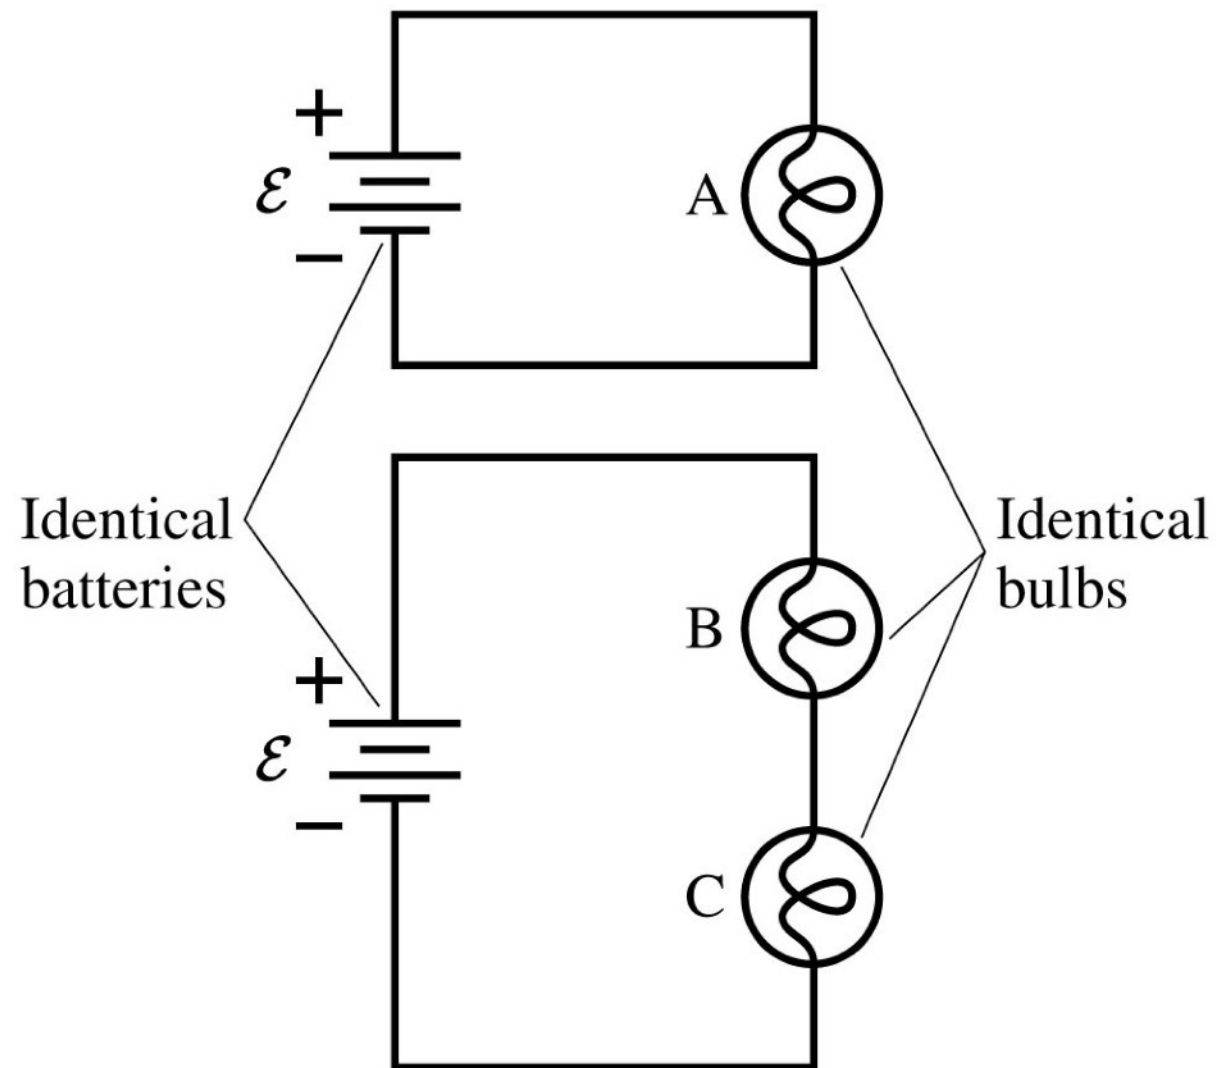 +
ℰ
−
A
Identical
batteries
Identical
bulbs
B
+
ℰ
−
C